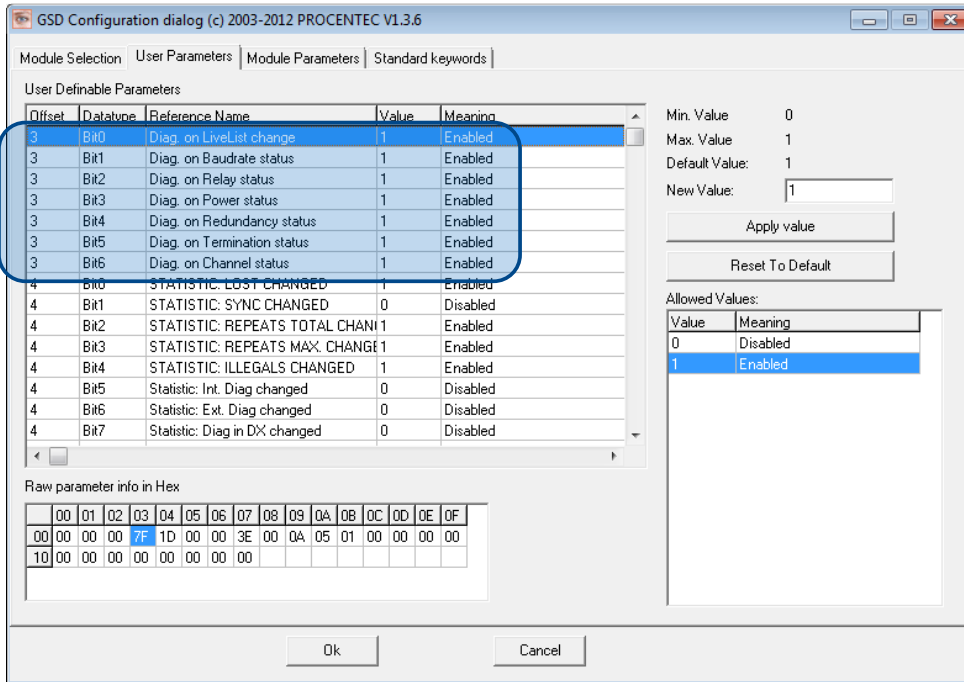 GSD Configuration dialog (c) 2003-2012 PROCENTEC V1.3.6
Module Selection User Parameters Module Parameters Standard keywords
User Definable Parameters
Offset Datatype Reference Name Value Meaning
3 Bit0 Diag. on LiveList change 1 Enabled
3 Bit1 Diag. on Baudrate status 1 Enabled
3 Bit2 Diag. on Relay status 1 Enabled
3 Bit3 Diag. on Power status 1 Enabled
3 Bit4 Diag. on Redundancy status 1 Enabled
3 Bit5 Diag. on Termination status 1 Enabled
3 Bit6 Diag. on Channel status 1 Enabled
4 Bit0 STATISTIC: LOST CHANGED 1 Enabled
4 Bit1 STATISTIC: SYNC CHANGED 0 Disabled
4 Bit2 STATISTIC: REPEATS TOTAL CHAN 1 Enabled
4 Bit3 STATISTIC: REPEATS MAX. CHANGE 1 Enabled
4 Bit4 STATISTIC: ILLEGALS CHANGED 1 Enabled
4 Bit5 Statistic: Int. Diag changed 0 Disabled
4 Bit6 Statistic: Ext. Diag changed 0 Disabled
4 Bit7 Statistic: Diag in DX changed 0 Disabled
Min. Value 0
Max. Value 1
Default Value: 1
New Value: 1
Apply value
Reset To Default
Allowed Values:
Value Meaning
0 Disabled
1 Enabled
Raw parameter info in Hex
00 01 02 03 04 05 06 07 08 09 0A 0B 0C 0D 0E 0F
00 00 00 00 7F 1D 00 00 3E 00 0A 05 01 00 00 00 00
10 00 00 00 00 00 00 00 00
Ok Cancel